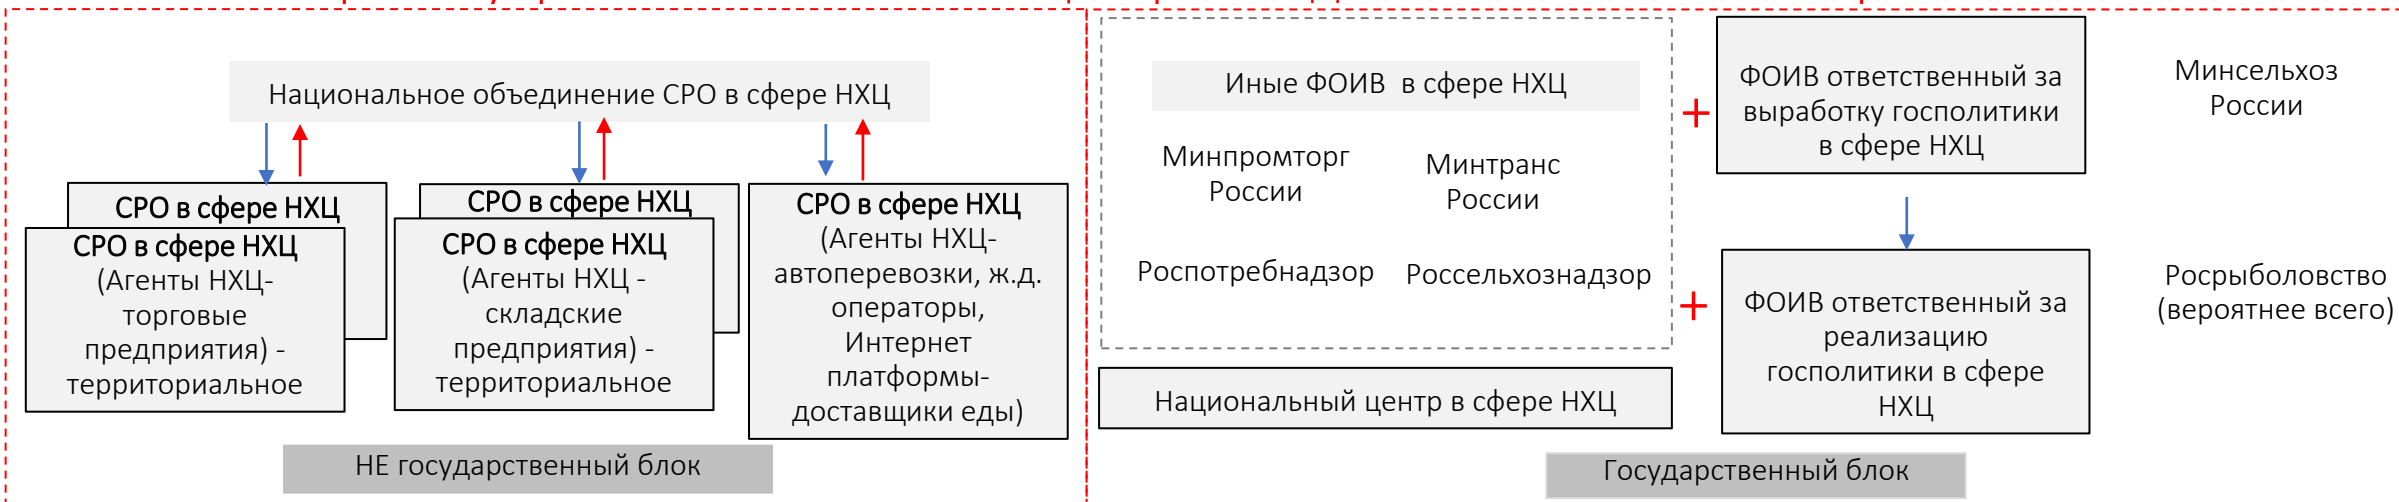 Национальное объединение СРО в сфере НХЦ
СРО в сфере НХЦ
СРО в сфере НХЦ
(Агенты НХЦ-
торговые
предприятия) -
территориальное
СРО в сфере НХЦ
СРО в сфере НХЦ
(Агенты НХЦ -
складские
предприятия) -
территориальное
СРО в сфере НХЦ
(Агенты НХЦ-
автоперевозки, ж.д.
операторы,
Интернет
платформы-
доставщики еды)
НЕ государственный блок
Иные ФОИВ в сфере НХЦ
Минпромторг
России
Минтранс
России
Роспотребнадзор
Россельхознадзор
Национальный центр в сфере НХЦ
+
+
ФОИВ ответственный за
выработку госполитики
в сфере НХЦ
Минсельхоз
России
ФОИВ ответственный за
реализацию
госполитики в сфере
НХЦ
Росрыболовство
(вероятнее всего)
Государственный блок